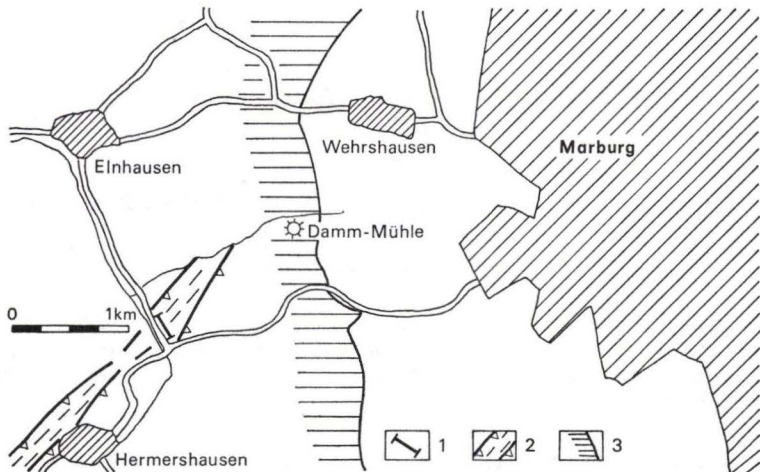 Wehrshausen
Marburg
Elnhausen
Damm-Mühle
0 1km
1 2 3
Hermershausen